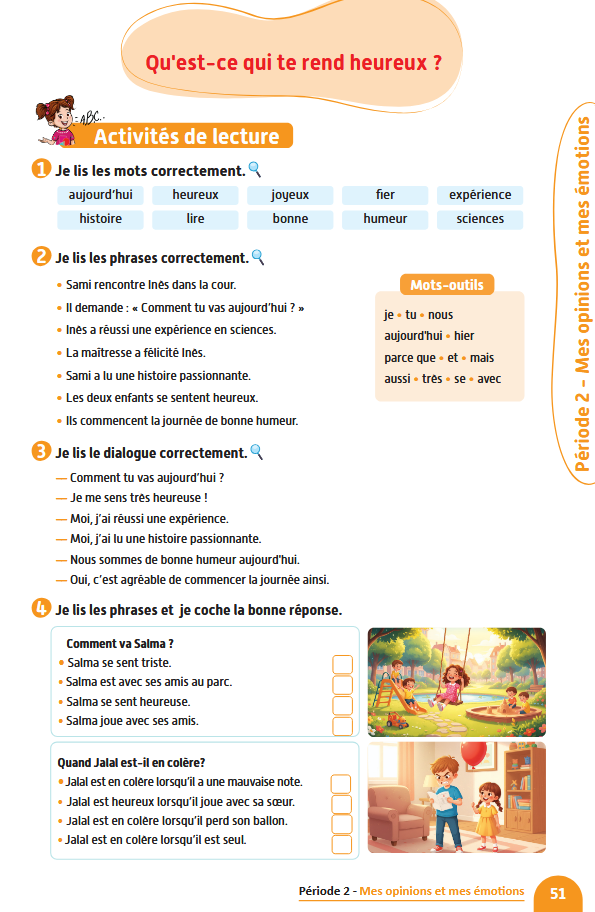 Qu'est-ce qui te rend heureux ?
ABC
Activités de lecture
1 Je lis les mots correctement.
aujourd'hui heureux joyeux fier expérience
histoire lire bonne humeur sciences
2 Je lis les phrases correctement.
• Sami rencontre Inês dans la cour.
• Il demande : « Comment tu vas aujourd'hui ? »
• Inês a réussi une expérience en sciences.
• La maîtresse a félicité Inês.
• Sami a lu une histoire passionnante.
• Les deux enfants se sentent heureux.
• Ils commencent la journée de bonne humeur.
Mots-outils
je • tu • nous
aujourd'hui • hier
parce que • et • mais
aussi • três • se • avec
3 Je lis le dialogue correctement.
— Comment tu vas aujourd'hui ?
— Je me sens três heureuse !
— Moi, j'ai réussi une expérience.
— Moi, j'ai lu une histoire passionnante.
— Nous sommes de bonne humeur aujourd'hui.
— Oui, c'est agréable de commencer la journée ainsi.
4 Je lis les phrases et je coche la bonne réponse.
Comment va Salma ?
• Salma se sent triste.
• Salma est avec ses amis au parc.
• Salma se sent heureuse.
• Salma joue avec ses amis.
Quand Jalal est-il en colêre?
• Jalal est en colêre lorsqu'il a une mauvaise note.
• Jalal est heureux lorsqu'il joue avec sa sœur.
• Jalal est en colêre lorsqu'il perd son ballon.
• Jalal est en colêre lorsqu'il est seul.
Période 2 - Mes opinions et mes émotions
Période 2 - Mes opinions et mes émotions 51